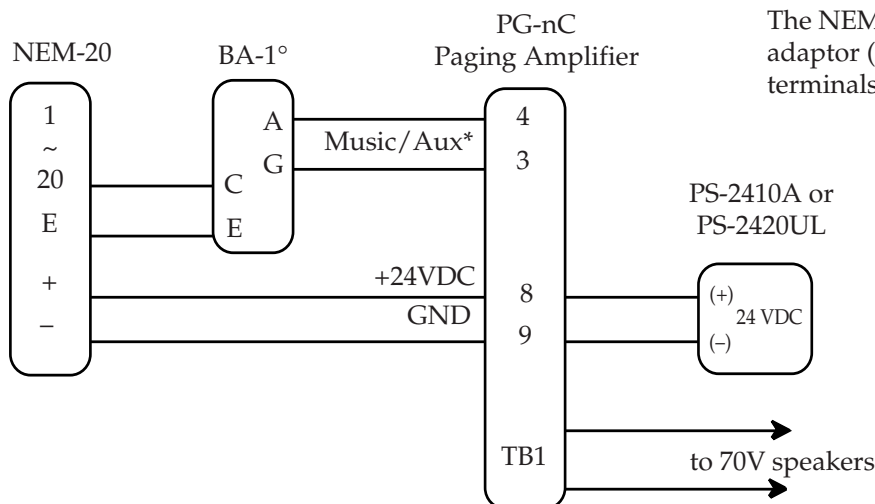 The NEM
adaptor (
terminals
NEM-20
BA-1°
PG-nC
Paging Amplifier
1
~
20
E
+
–
A
G
C
E
Music/Aux*
+24VDC
GND
4
3
8
9
TB1
PS-2410A or
PS-2420UL
(+)
24 VDC
(–)
to 70V speakers